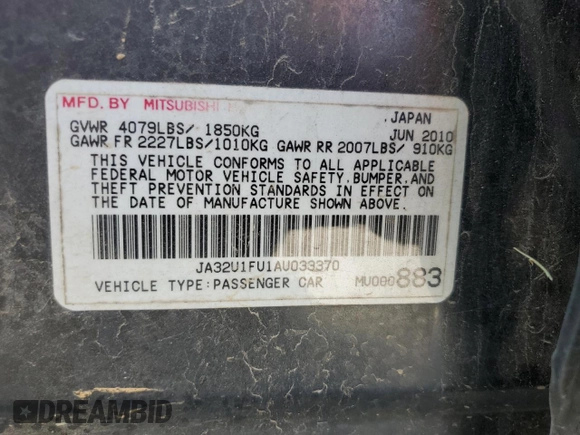 MFD. BY MITSUBISHI
JAPAN
GVWR 4079LBS/ 1850KG JUN 2010
GAWR FR 2227LBS/1010KG GAWR RR 2007LBS/ 910KG
THIS VEHICLE CONFORMS TO ALL APPLICABLE
FEDERAL MOTOR VEHICLE SAFETY, BUMPER, AND
THEFT PREVENTION STANDARDS IN EFFECT ON
THE DATE OF MANUFACTURE SHOWN ABOVE.
JA32U1FU1AU039370
VEHICLE TYPE:PASSENGER CAR MU000883
DREAMBID